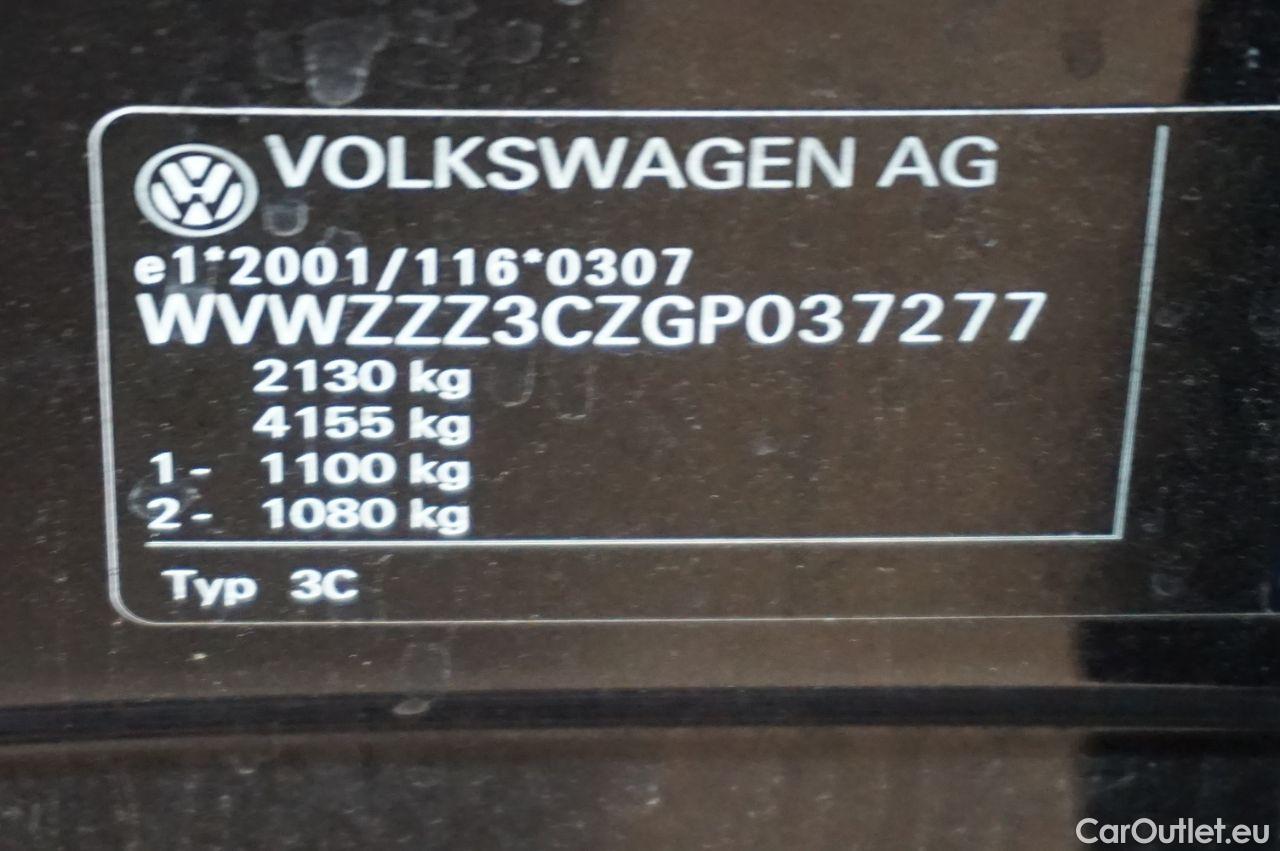 VOLKSWAGEN AG
e1*2001/116*0307
WVWZZZ3CZGP037277
2130 kg
4155 kg
1- 1100 kg
2- 1080 kg
Typ 3C
CarOutlet.eu